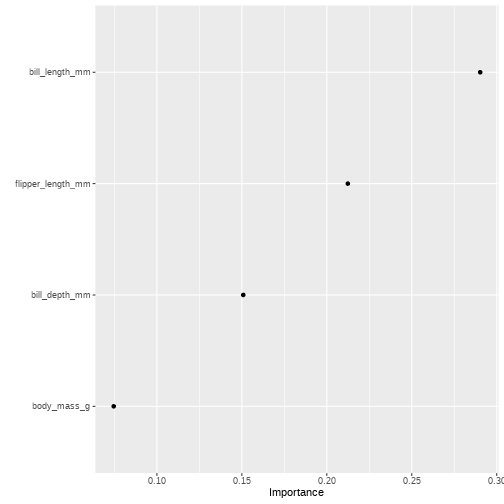 bill_length_mm
flipper_length_mm
bill_depth_mm
body_mass_g
0.10 0.15 0.20 0.25
Importance